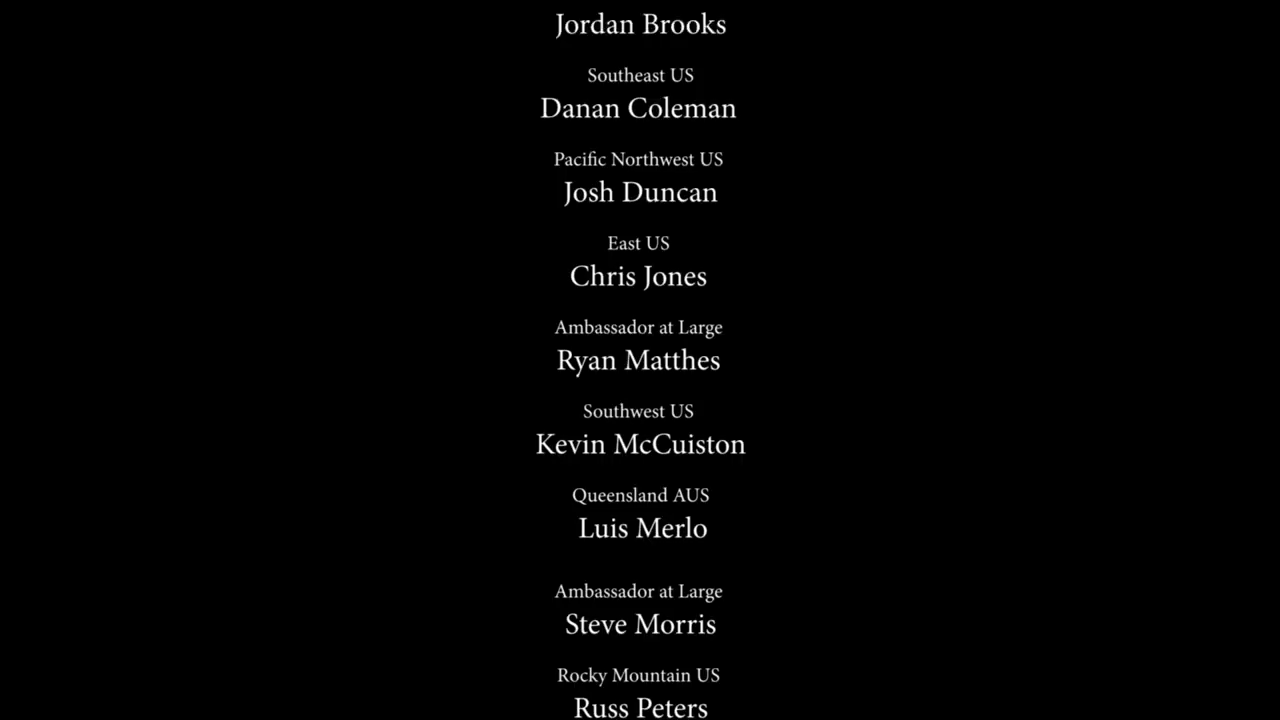 Jordan Brooks
Southeast US
Danan Coleman
Pacific Northwest US
Josh Duncan
East US
Chris Jones
Ambassador at Large
Ryan Matthes
Southwest US
Kevin McCuiston
Queensland AUS
Luis Merlo
Ambassador at Large
Steve Morris
Rocky Mountain US
Russ Peters